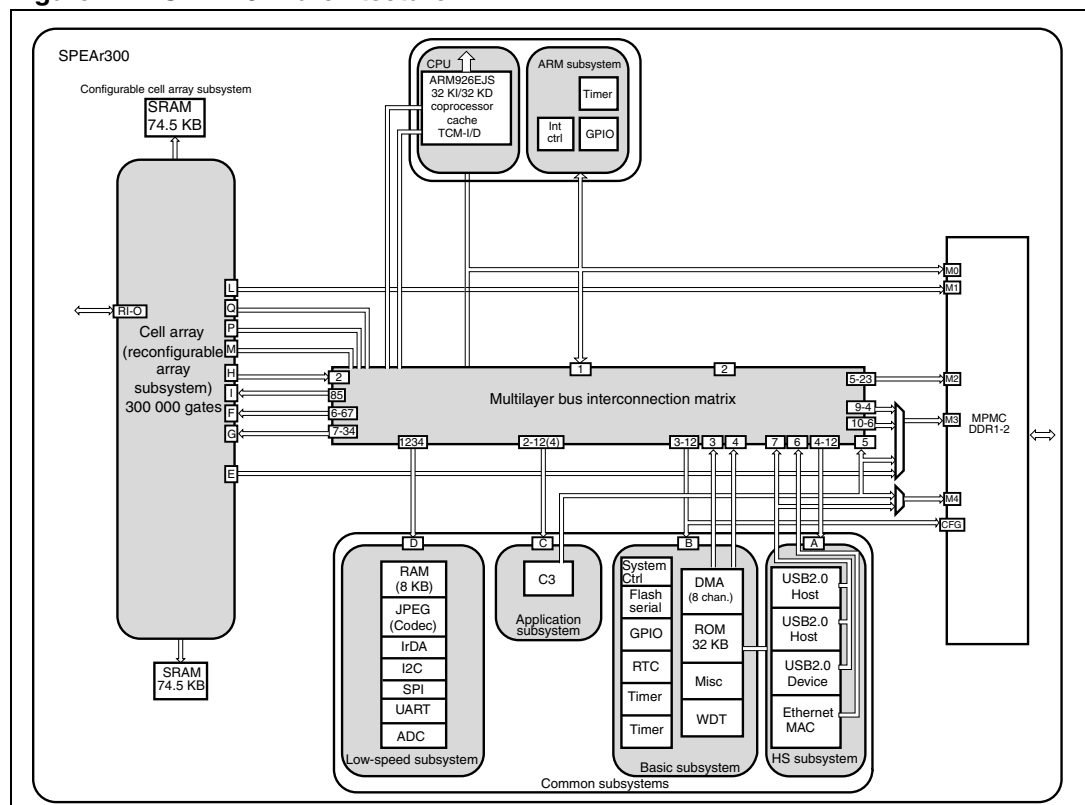 SPEAr300
Configurable cell array subsystem
SRAM
74.5 KB
CPU
ARM926EJS
32 KI/32 KD
coprocessor
cache
TCM-I/D
ARM subsystem
Timer
Int
ctrl
GPIO
RI-O
Cell array
(reconfigurable
array
subsystem)
300 000 gates
L
Q
P
M
H
I
F
G
E
2
85
6-67
7-34
1
2
Multilayer bus interconnection matrix
5-23
9-4
10-6
1234
2-12(4)
3-12
3
4
7
6
4-12
5
M0
M1
M2
M3
M4
CFG
MPMC
DDR1-2
SRAM
74.5 KB
D
RAM
(8 KB)
JPEG
(Codec)
IrDA
I2C
SPI
UART
ADC
Low-speed subsystem
C
C3
Application
subsystem
B
System
Ctrl
Flash
serial
GPIO
RTC
Timer
Timer
DMA
(8 chan.)
ROM
32 KB
Misc
WDT
Basic subsystem
A
USB2.0
Host
USB2.0
Host
USB2.0
Device
Ethernet
MAC
HS subsystem
Common subsystems